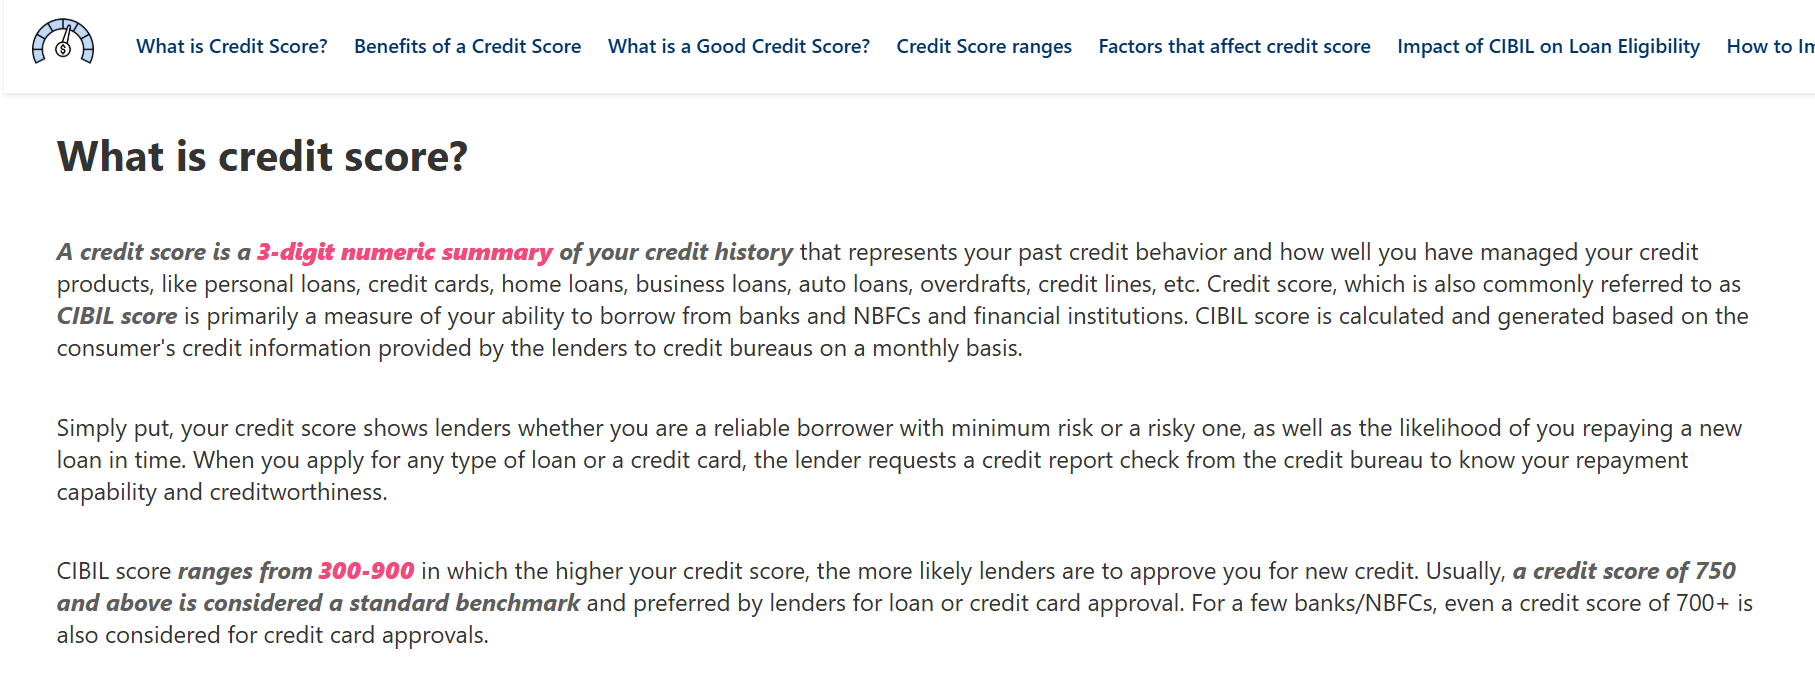 $
What is Credit Score? Benefits of a Credit Score What is a Good Credit Score? Credit Score ranges Factors that affect credit score Impact of CIBIL on Loan Eligibility How to Im
What is credit score?
A credit score is a 3-digit numeric summary of your credit history that represents your past credit behavior and how well you have managed your credit
products, like personal loans, credit cards, home loans, business loans, auto loans, overdrafts, credit lines, etc. Credit score, which is also commonly referred to as
CIBIL score is primarily a measure of your ability to borrow from banks and NBFCs and financial institutions. CIBIL score is calculated and generated based on the
consumer's credit information provided by the lenders to credit bureaus on a monthly basis.
Simply put, your credit score shows lenders whether you are a reliable borrower with minimum risk or a risky one, as well as the likelihood of you repaying a new
loan in time. When you apply for any type of loan or a credit card, the lender requests a credit report check from the credit bureau to know your repayment
capability and creditworthiness.
CIBIL score ranges from 300-900 in which the higher your credit score, the more likely lenders are to approve you for new credit. Usually, a credit score of 750
and above is considered a standard benchmark and preferred by lenders for loan or credit card approval. For a few banks/NBFCs, even a credit score of 700+ is
also considered for credit card approvals.